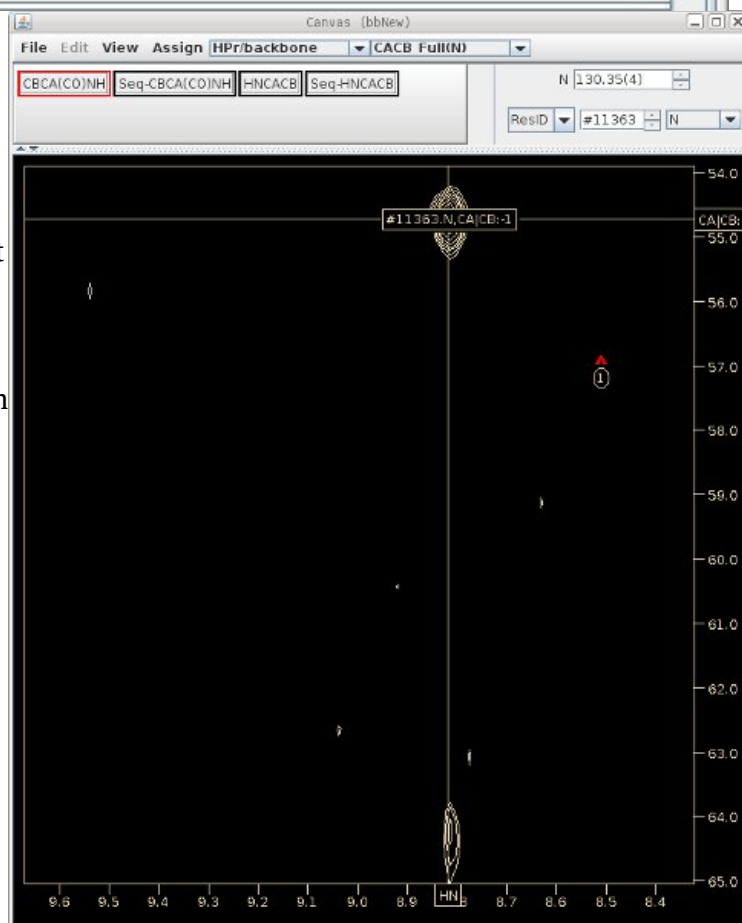 Canvas (bbNew)
File Edit View Assign HPr/backbone CACB Full(N)
CBCA(CO)NH Seq-CBCA(CO)NH HNCACB Seq-HNCACB
N 130.35(4)
ResID #11363 N
54.0
#11363.N,CA|CB:-1
CA|CB:
55.0
56.0
57.0
1
58.0
59.0
60.0
61.0
62.0
63.0
64.0
65.0
9.6 9.5 9.4 9.3 9.2 9.1 9.0 8.9 HN 8.7 8.6 8.5 8.4